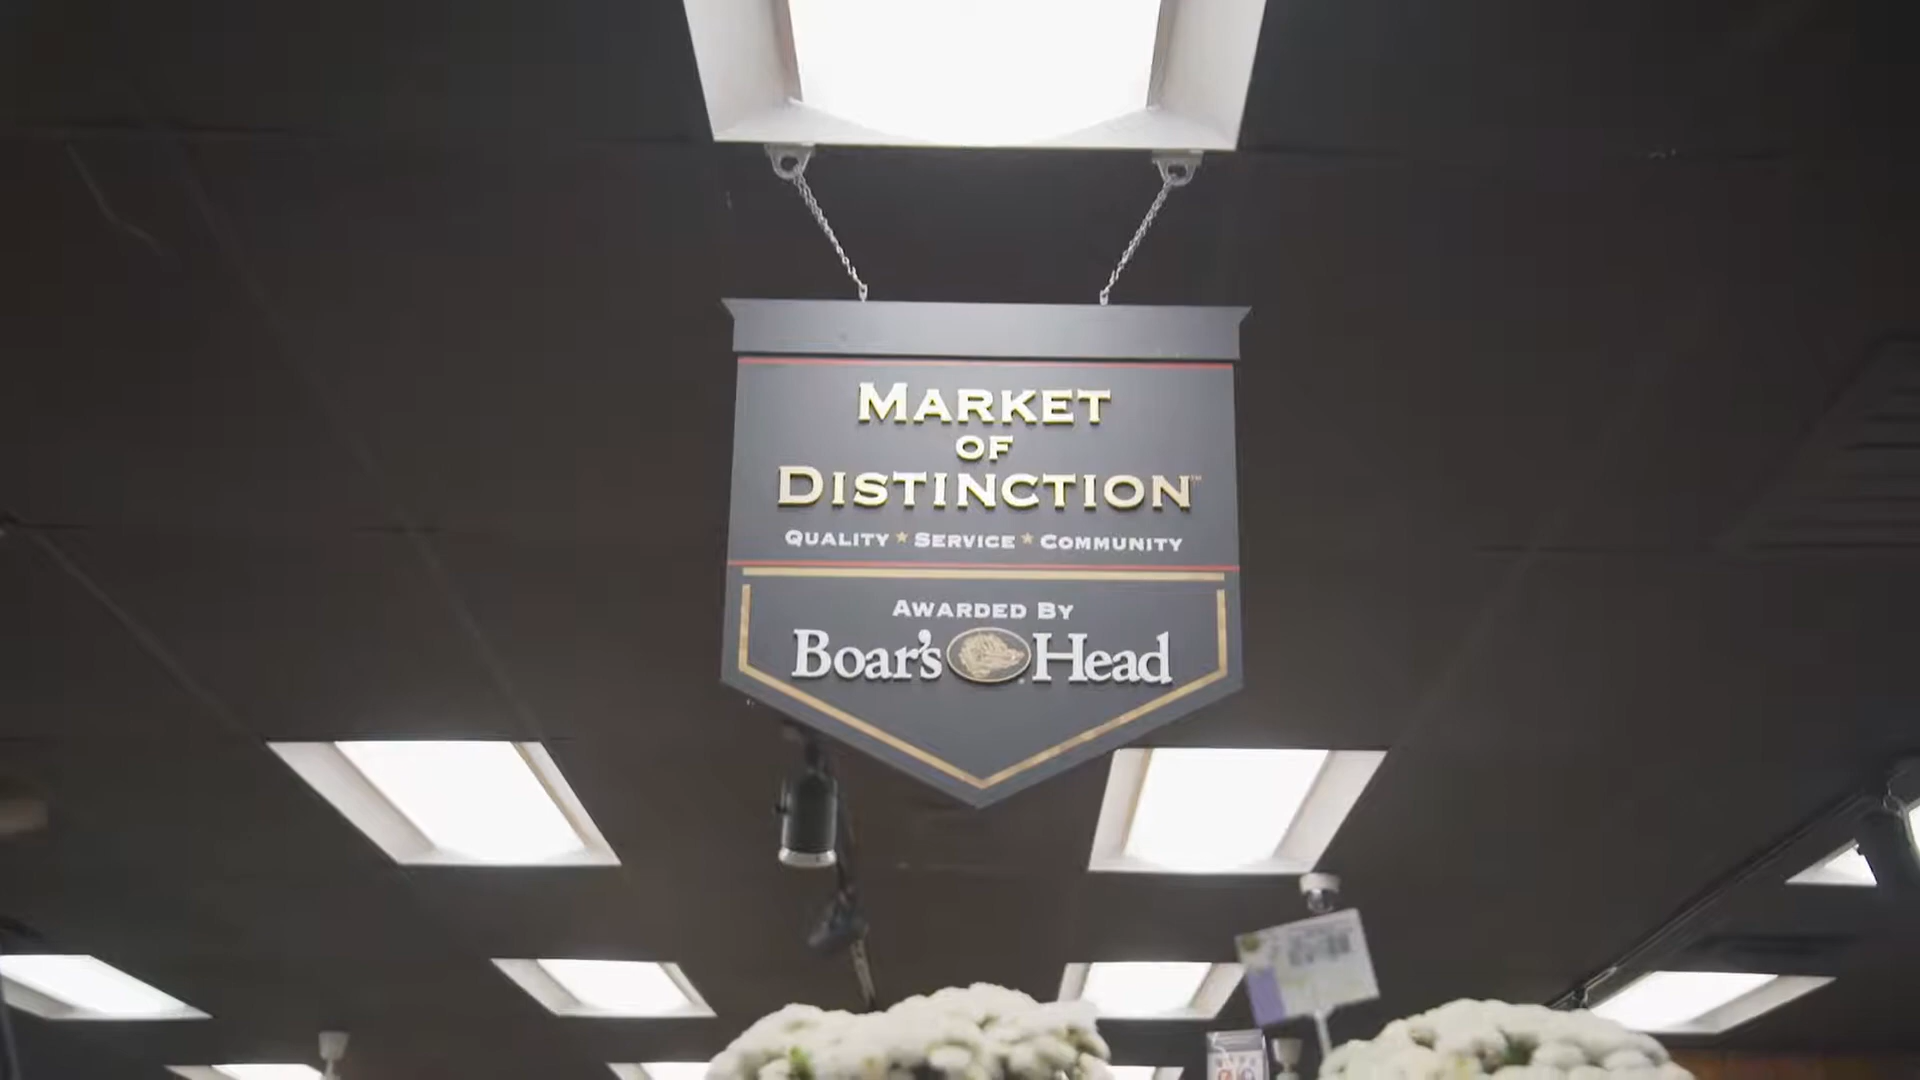 MARKET
OF
DISTINCTION™
QUALITY ★ SERVICE ★ COMMUNITY
AWARDED BY
Boar's Head